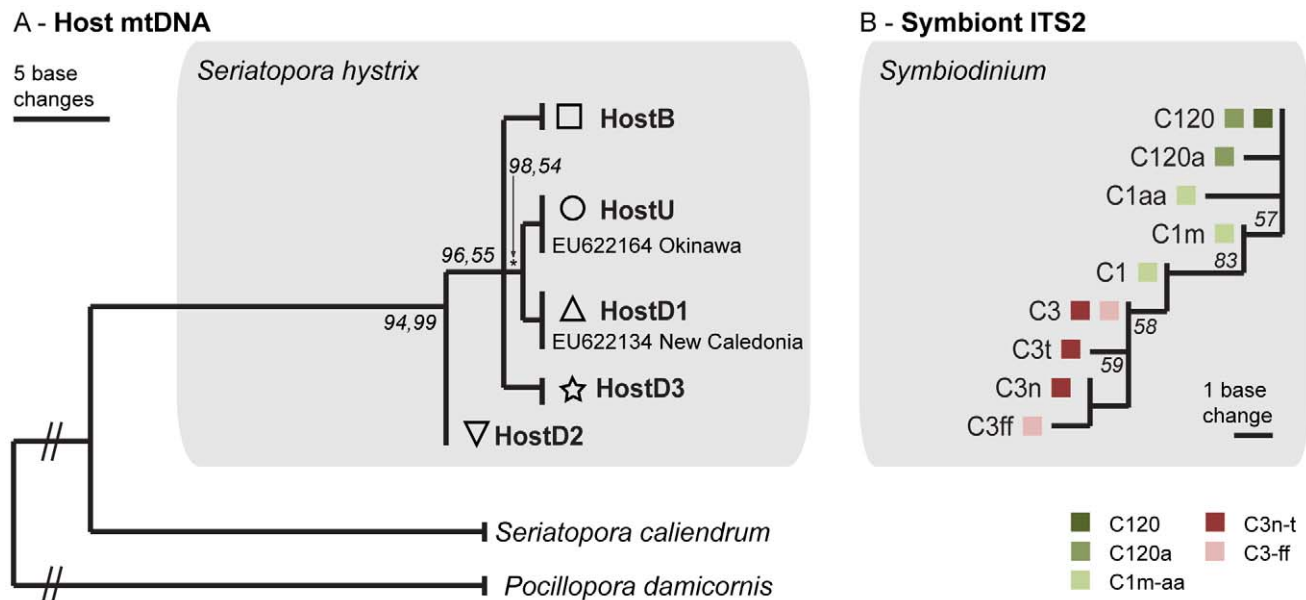 A - Host mtDNA
5 base
changes
Seriatopora hystrix
HostB
98,54
HostU
EU622164 Okinawa
96,55
*
HostD1
94,99
EU622134 New Caledonia
HostD3
HostD2
Seriatopora caliendrum
Pocillopora damicornis
B - Symbiont ITS2
Symbiodinium
C120
C120a
C1aa
57
C1m
83
C1
C3
58
C3t
59
C3n
1 base
change
C3ff
C120
C120a
C1m-aa
C3n-t
C3-ff